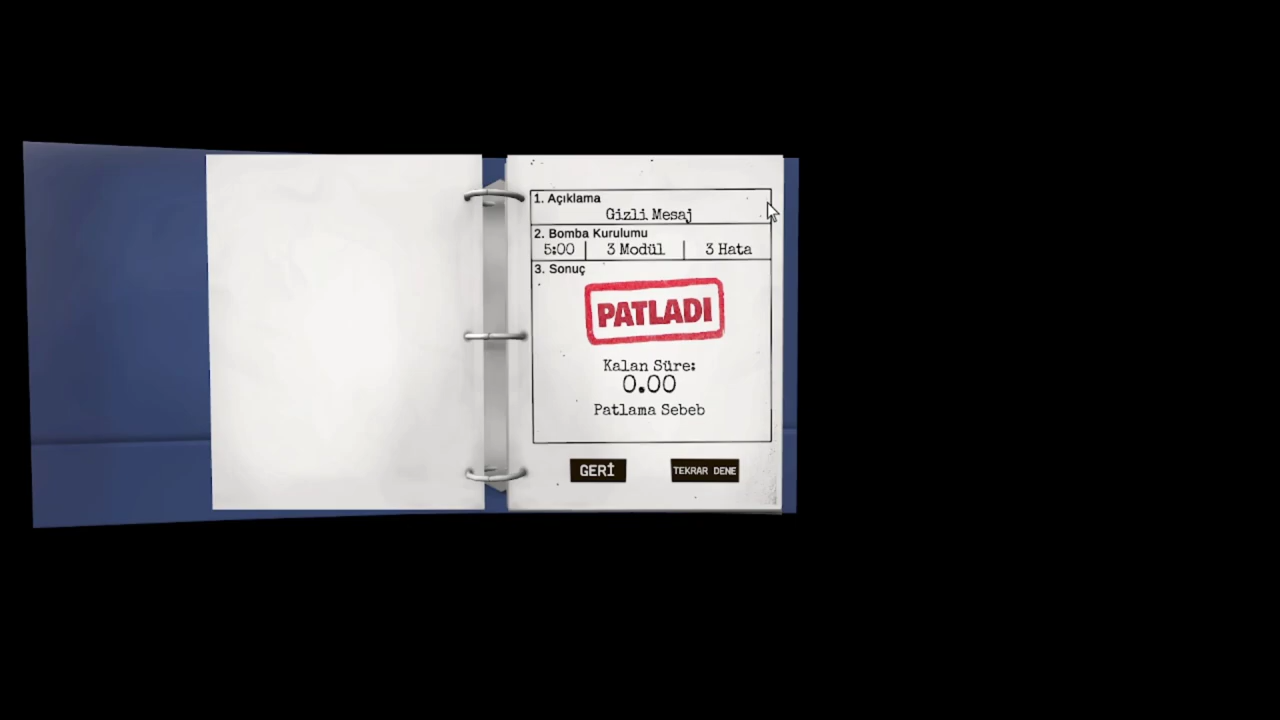 1. Açıklama
Gizli Mesaj
2. Bomba Kurulumu
5:00 3 Modül 3 Hata
3. Sonuç
PATLADI
Kalan Süre:
0.00
Patlama Sebeb
GERİ TEKRAR DENE